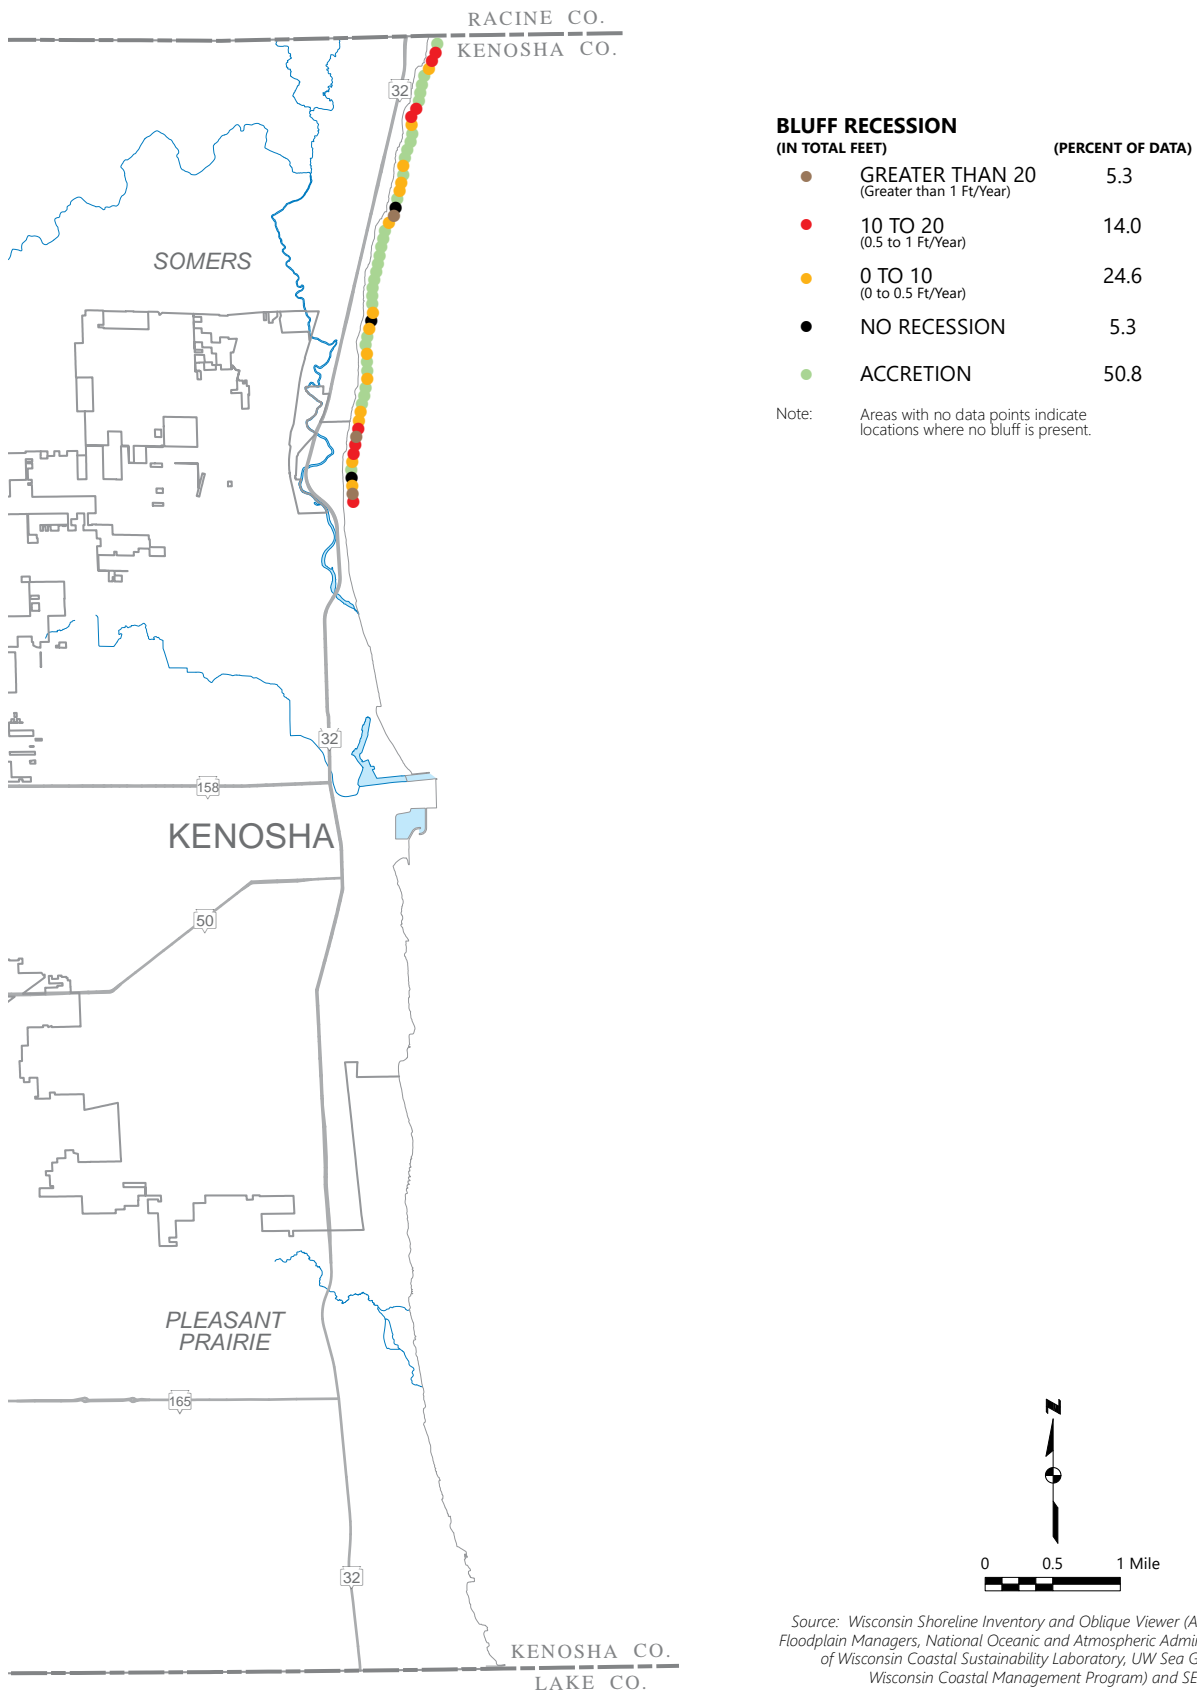 RACINE CO.
KENOSHA CO.
32
BLUFF RECESSION
(IN TOTAL FEET) (PERCENT OF DATA)
GREATER THAN 20 5.3
(Greater than 1 Ft/Year)
10 TO 20 14.0
(0.5 to 1 Ft/Year)
0 TO 10 24.6
(0 to 0.5 Ft/Year)
NO RECESSION 5.3
ACCRETION 50.8
Note: Areas with no data points indicate
locations where no bluff is present.
SOMERS
32
158
KENOSHA
50
PLEASANT
PRAIRIE
165
32
N
0 0.5 1 Mile
Source: Wisconsin Shoreline Inventory and Oblique Viewer (A
Floodplain Managers, National Oceanic and Atmospheric Admi
of Wisconsin Coastal Sustainability Laboratory, UW Sea G
Wisconsin Coastal Management Program) and SE
KENOSHA CO.
LAKE CO.